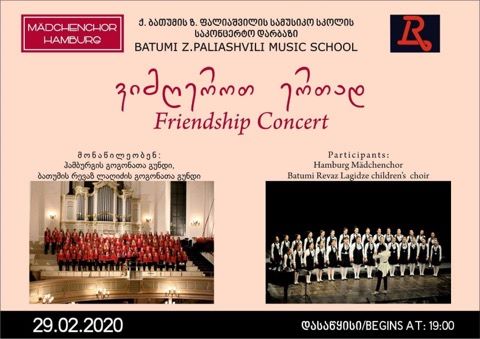 MÄDCHENCHOR
HAMBURG
ქ. ბათუმის ზ. ფალიაშვილის სამუსიკო სკოლის
საკონცერტო დარბაზი
BATUMI Z.PALIASHVILI MUSIC SCHOOL
R
ვიმღეროთ ერთად
Friendship Concert
მონაწილეობენ:
ჰამბურგის გოგონათა გუნდი,
ბათუმის რევაზ ლაღიძის გოგონათა გუნდი
Participants:
Hamburg Mädchenchor
Batumi Revaz Lagidze children's choir
29.02.2020
დასაწყისი/BEGINS AT: 19:00